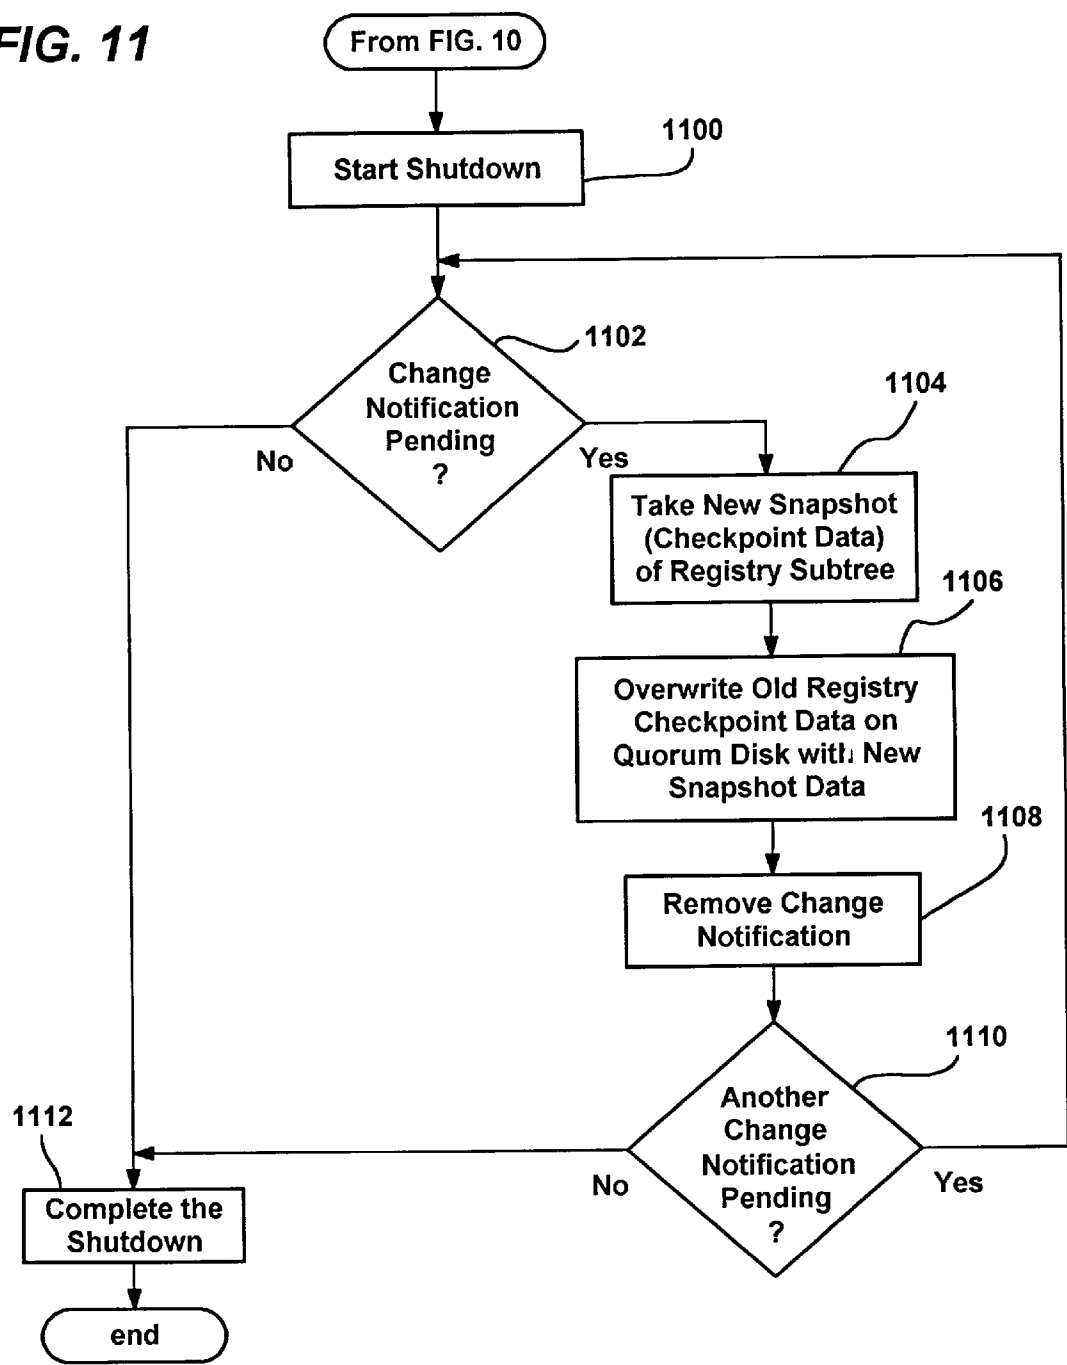 FIG. 11
From FIG. 10
1100
Start Shutdown
1102
Change
Notification
Pending
?
No
Yes
1104
Take New Snapshot
(Checkpoint Data)
of Registry Subtree
1106
Overwrite Old Registry
Checkpoint Data on
Quorum Disk with New
Snapshot Data
1108
Remove Change
Notification
1110
Another
Change
Notification
Pending
?
No
Yes
1112
Complete the
Shutdown
end